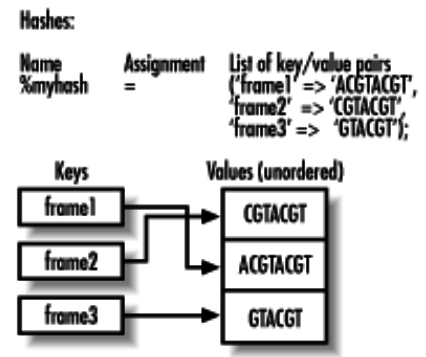 Hashes:
Name Assignment List of key/value pairs
%myhash = ('frame1' => 'ACGTACGT',
'frame2' => 'CGTACGT',
'frame3' => 'GTACGT');
Keys Values (unordered)
frame1 CGTACGT
frame2 ACGTACGT
frame3 GTACGT